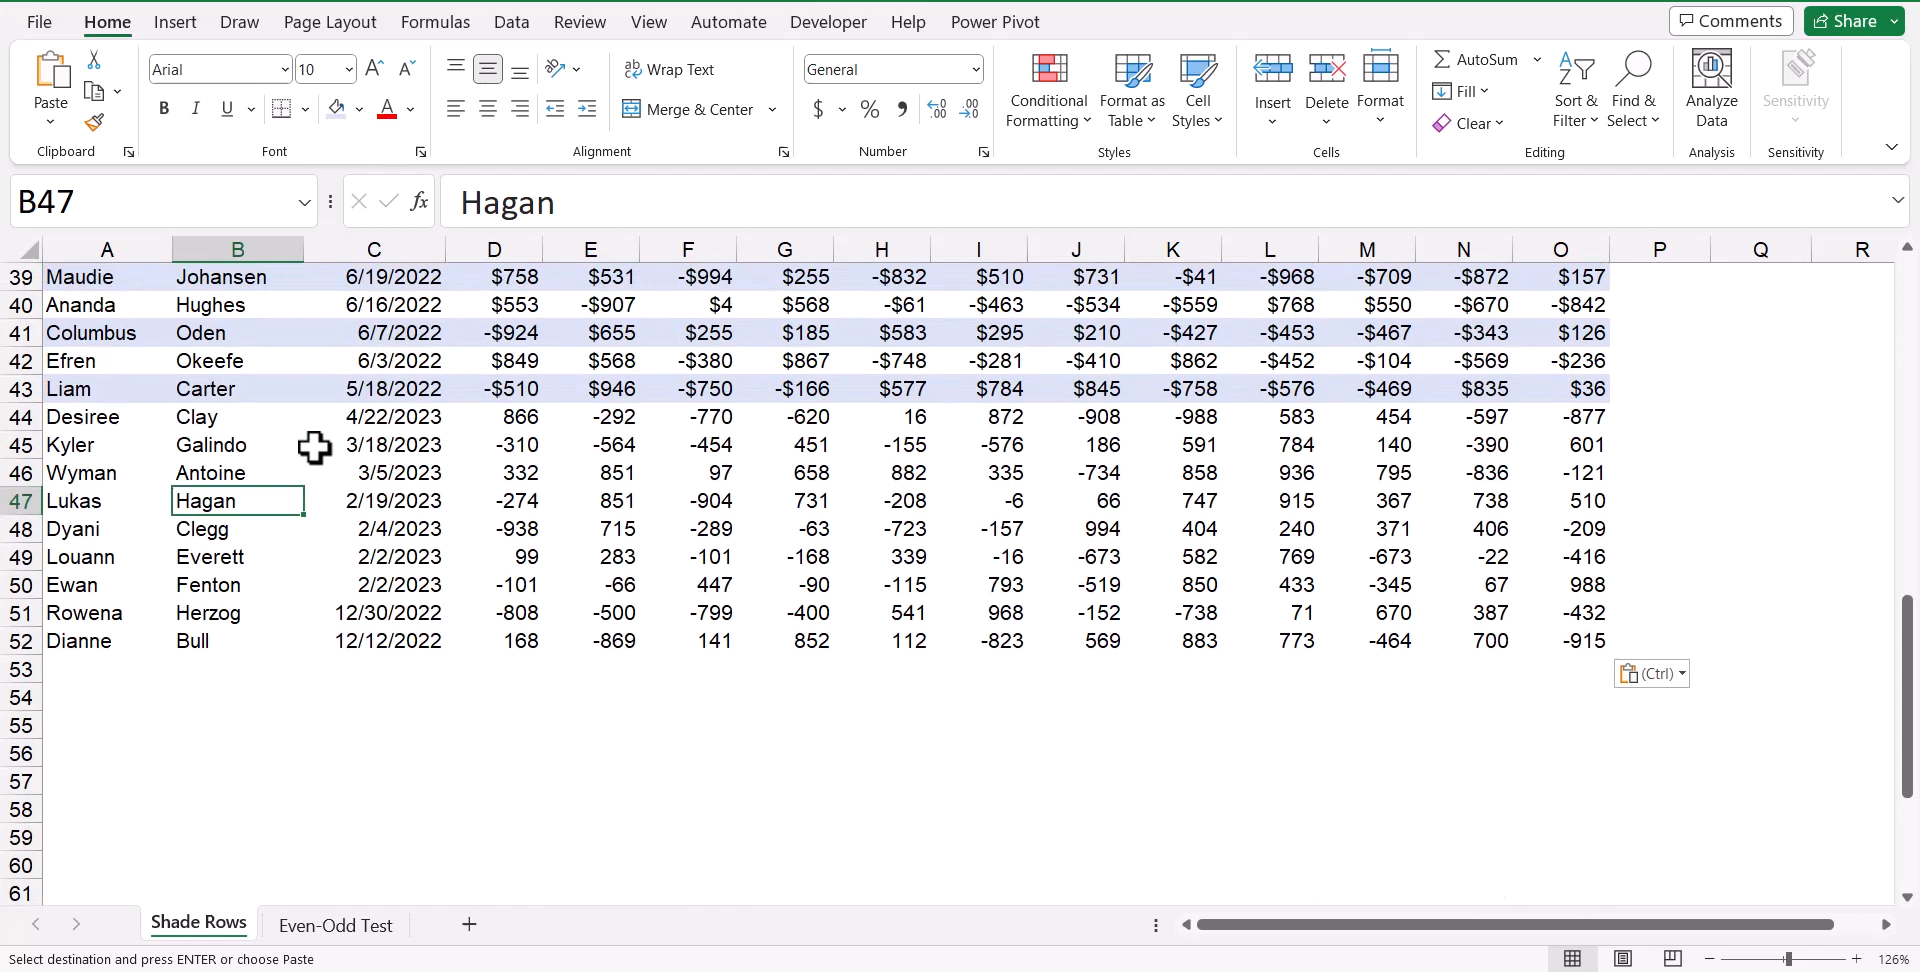 File Home Insert Draw Page Layout Formulas Data Review View Automate Developer Help Power Pivot Comments Share
Paste
Clipboard
Arial 10
B I U A
Font
ab Wrap Text
Merge & Center
Alignment
General
$ % 9 .00
Number
Conditional Formatting
Format as Table
Cell Styles
Styles
Insert Delete Format
Cells
AutoSum
Fill
Clear
Sort & Filter
Find & Select
Editing
Analyze Data
Analysis
Sensitivity
Sensitivity
B47 fx Hagan
A B C D E F G H I J K L M N O P Q R
39 Maudie Johansen 6/19/2022 $758 $531 -$994 $255 -$832 $510 $731 -$41 -$968 -$709 -$872 $157
40 Ananda Hughes 6/16/2022 $553 -$907 $4 $568 -$61 -$463 -$534 -$559 $768 $550 -$670 -$842
41 Columbus Oden 6/7/2022 -$924 $655 $255 $185 $583 $295 $210 -$427 -$453 -$467 -$343 $126
42 Efren Okeefe 6/3/2022 $849 $568 -$380 $867 -$748 -$281 -$410 $862 -$452 -$104 -$569 -$236
43 Liam Carter 5/18/2022 -$510 $946 -$750 -$166 $577 $784 $845 -$758 -$576 -$469 $835 $36
44 Desiree Clay 4/22/2023 866 -292 -770 -620 16 872 -908 -988 583 454 -597 -877
45 Kyler Galindo 3/18/2023 -310 -564 -454 451 -155 -576 186 591 784 140 -390 601
46 Wyman Antoine 3/5/2023 332 851 97 658 882 335 -734 858 936 795 -836 -121
47 Lukas Hagan 2/19/2023 -274 851 -904 731 -208 -6 66 747 915 367 738 510
48 Dyani Clegg 2/4/2023 -938 715 -289 -63 -723 -157 994 404 240 371 406 -209
49 Louann Everett 2/2/2023 99 283 -101 -168 339 -16 -673 582 769 -673 -22 -416
50 Ewan Fenton 2/2/2023 -101 -66 447 -90 -115 793 -519 850 433 -345 67 988
51 Rowena Herzog 12/30/2022 -808 -500 -799 -400 541 968 -152 -738 71 670 387 -432
52 Dianne Bull 12/12/2022 168 -869 141 852 112 -823 569 883 773 -464 700 -915
53 (Ctrl)
54
55
56
57
58
59
60
61
Shade Rows Even-Odd Test
Select destination and press ENTER or choose Paste 126%